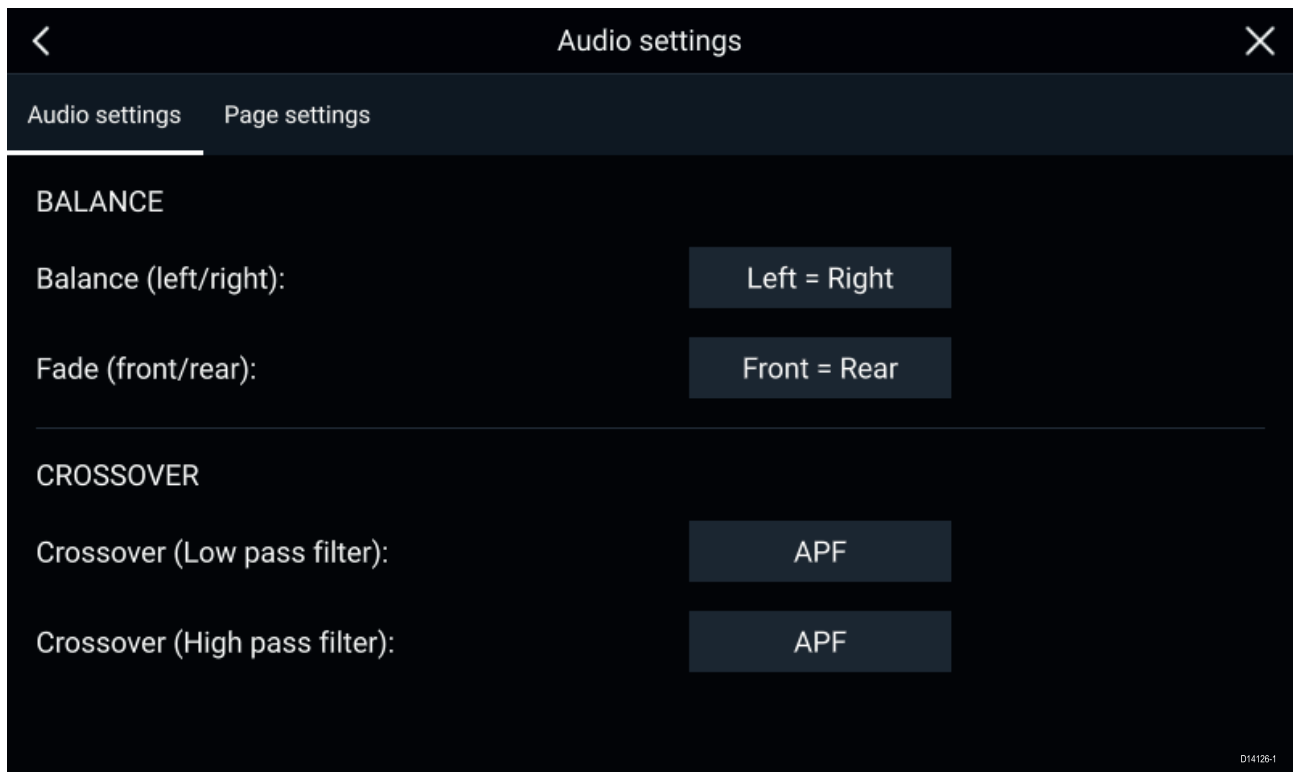 Audio settings
Audio settings Page settings
BALANCE
Balance (left/right): Left = Right
Fade (front/rear): Front = Rear
CROSSOVER
Crossover (Low pass filter): APF
Crossover (High pass filter): APF
D14126-1